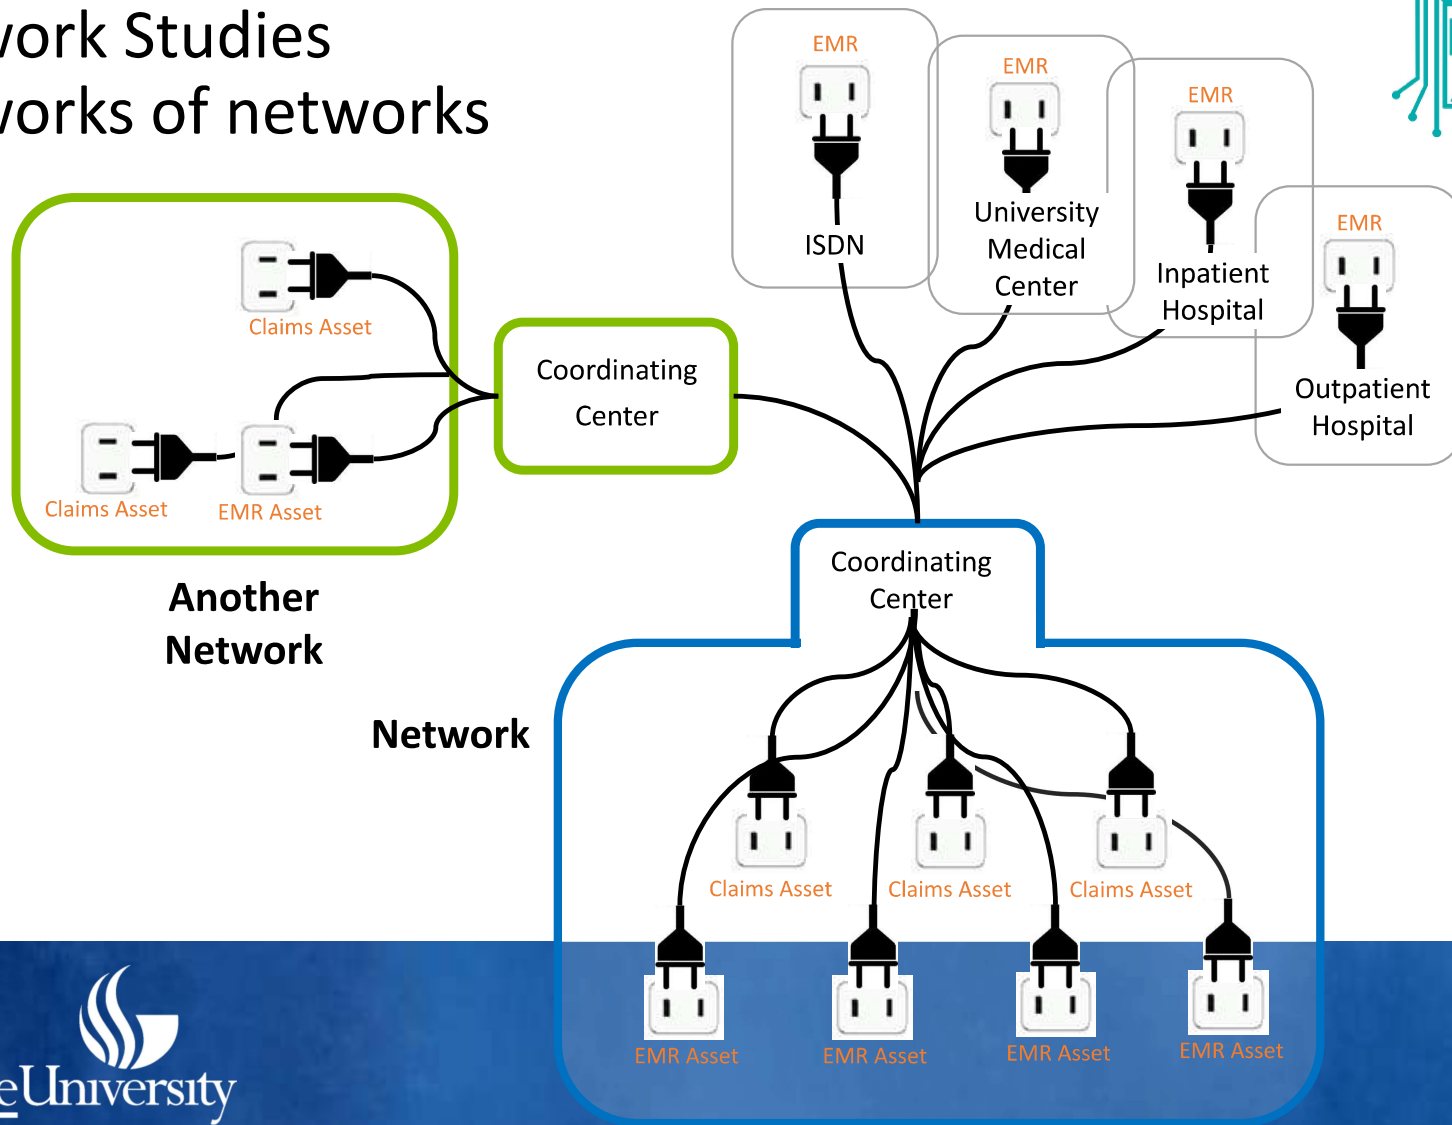 work Studies
works of networks
EMR
EMR
EMR
EMR
ISDN
University
Medical
Center
Inpatient
Hospital
Outpatient
Hospital
Claims Asset
Claims Asset
EMR Asset
Coordinating
Center
Another
Network
Coordinating
Center
Network
Claims Asset
Claims Asset
Claims Asset
EMR Asset
EMR Asset
EMR Asset
EMR Asset
eUniversity